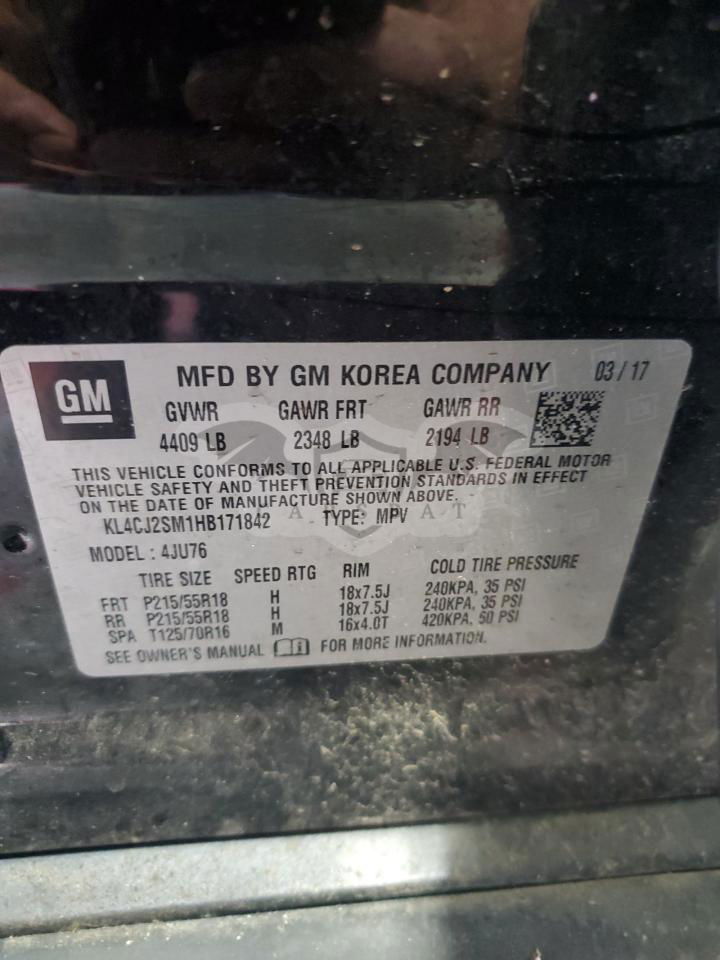 GM
MFD BY GM KOREA COMPANY 03/17
GVWR GAWR FRT GAWR RR
4409 LB 2348 LB 2194 LB
THIS VEHICLE CONFORMS TO ALL APPLICABLE U.S. FEDERAL MOTOR
VEHICLE SAFETY AND THEFT PREVENTION STANDARDS IN EFFECT
ON THE DATE OF MANUFACTURE SHOWN ABOVE.
KL4CJ2SM1HB171842 TYPE: MPV
MODEL : 4JU76
TIRE SIZE SPEED RTG RIM COLD TIRE PRESSURE
FRT P215/55R18 H 18x7.5J 240KPA, 35 PSI
RR P215/55R18 H 18x7.5J 240KPA, 35 PSI
SPA T125/70R16 M 16x4.0T 420KPA, 60 PSI
SEE OWNER'S MANUAL FOR MORE INFORMATION.